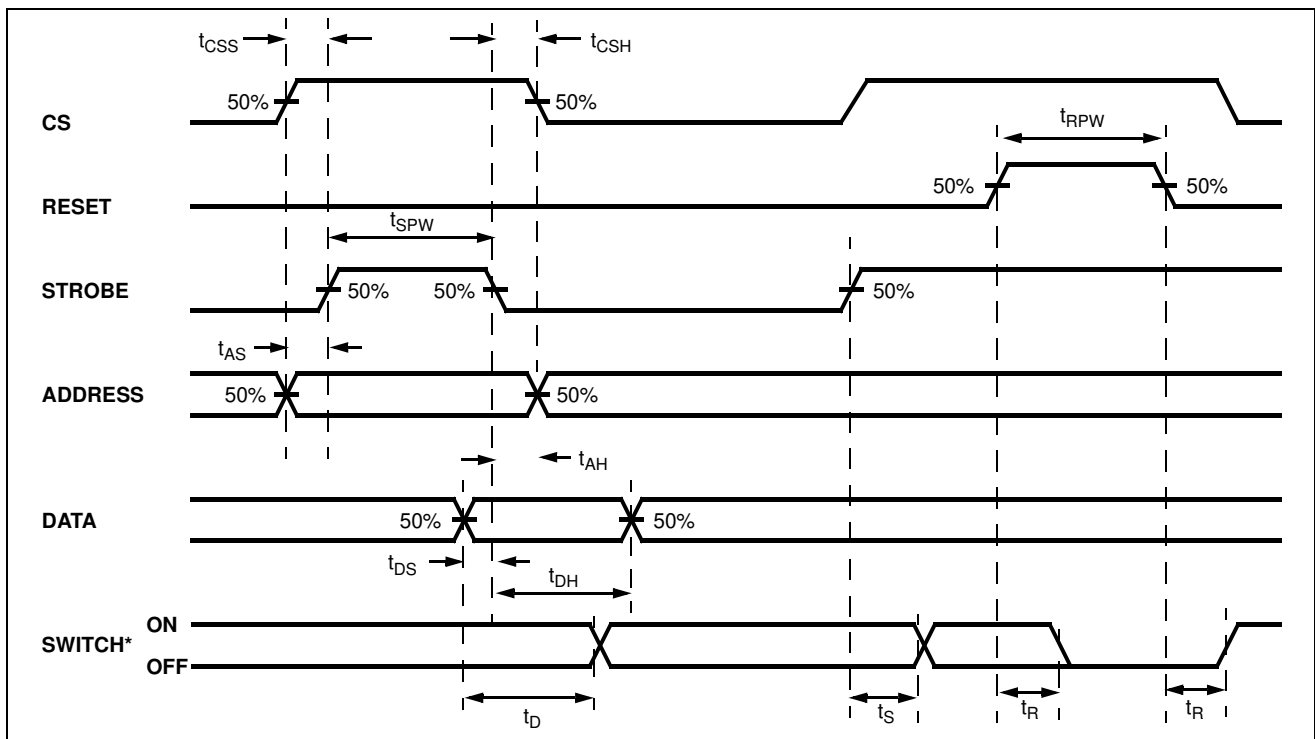 tCSS
tCSH
50%
50%
CS
tRPW
50%
50%
RESET
tSPW
STROBE
50%
50%
50%
tAS
ADDRESS
50%
50%
tAH
DATA
50%
50%
tDS
tDH
ON
SWITCH*
OFF
tD
tS
tR
tR